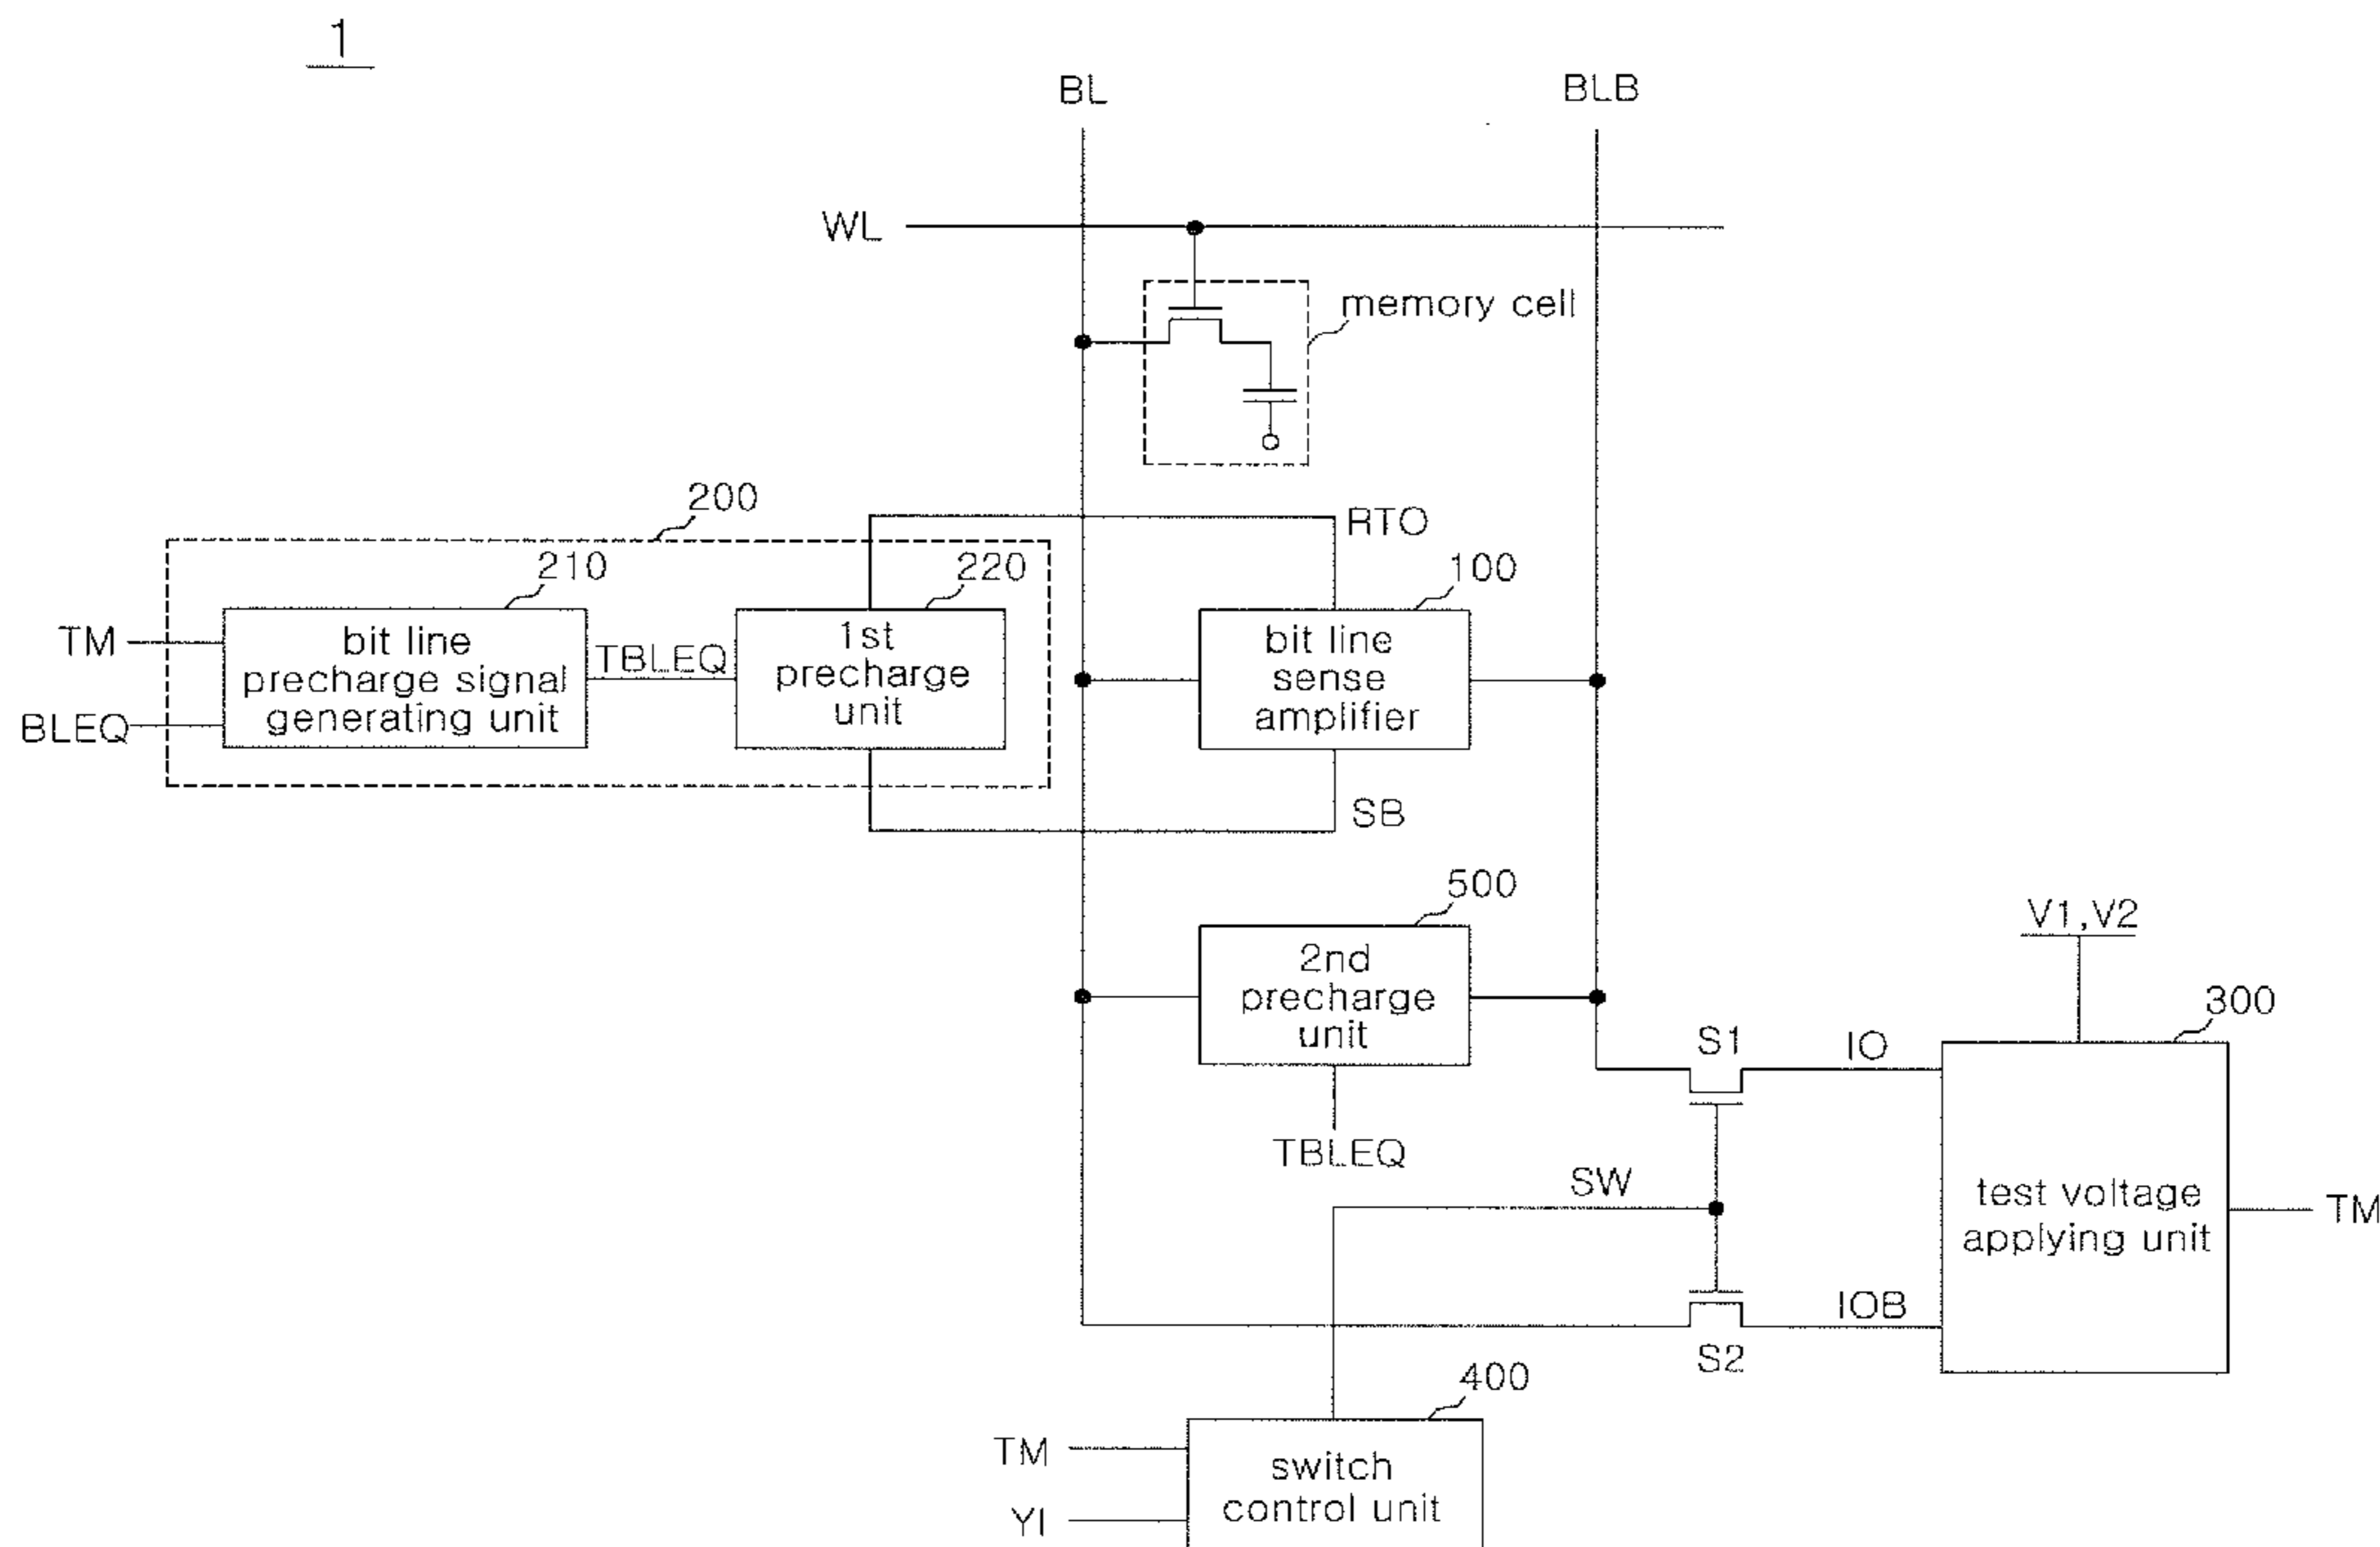 1
BL
BLB
WL
memory cell
200
RTO
210
220
100
TM
bit line
precharge signal
generating unit
TBLEQ
1st
precharge
unit
bit line
sense
amplifier
BLEQ
SB
500
V1,V2
2nd
precharge
unit
300
S1
IO
TBLEQ
SW
test voltage
applying unit
TM
IOB
S2
400
TM
switch
control unit
YI